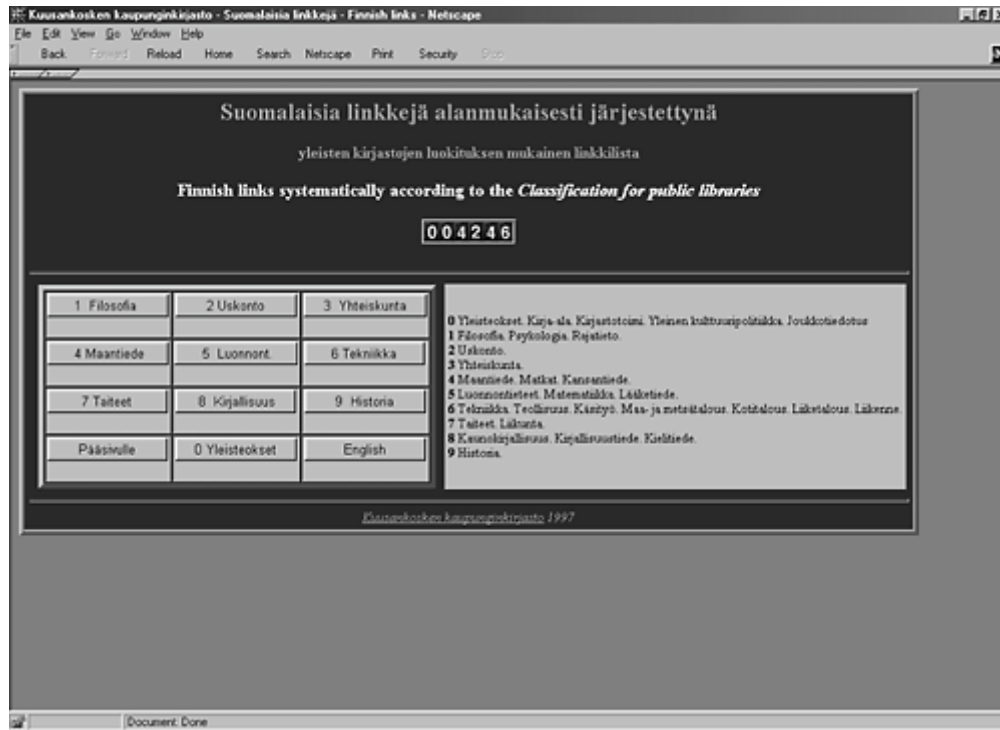 Kuusankosken kaupunginkirjasto - Suomalaisia linkkejä - Finnish links - Netscape
File Edit View Go Window Help
Back Forward Reload Home Search Netscape Print Security Stop
Suomalaisia linkkejä alanmukaisesti järjestettynä
yleisten kirjastojen luokituksen mukainen linkkilista
Finnish links systematically according to the Classification for public libraries
004246
1 Filosofia 2 Uskonto 3 Yhteiskunta
4 Maantiede 5 Luonnont. 6 Tekniikka
7 Taiteet 8 Kirjallisuus 9 Historia
Pääsivulle 0 Yleisteokset English
0 Yleisteokset. Kirja-ala. Kirjastotoimi. Yleinen kulttuuripolitiikka. Joukkotiedotus
1 Filosofia. Psykologia. Rajatieto.
2 Uskonto.
3 Yhteiskunta.
4 Maantiede. Matkat. Kansantiede.
5 Luonnontieteet. Matematiikka. Lääketiede.
6 Tekniikka. Teollisuus. Käsityö. Maa- ja metsätalous. Kotitalous. Liiketalous. Liikenne.
7 Taiteet. Liikunta.
8 Kaunokirjallisuus. Kirjallisuustiede. Kielitiede.
9 Historia.
Kuusankosken kaupunginkirjasto 1997
Document: Done